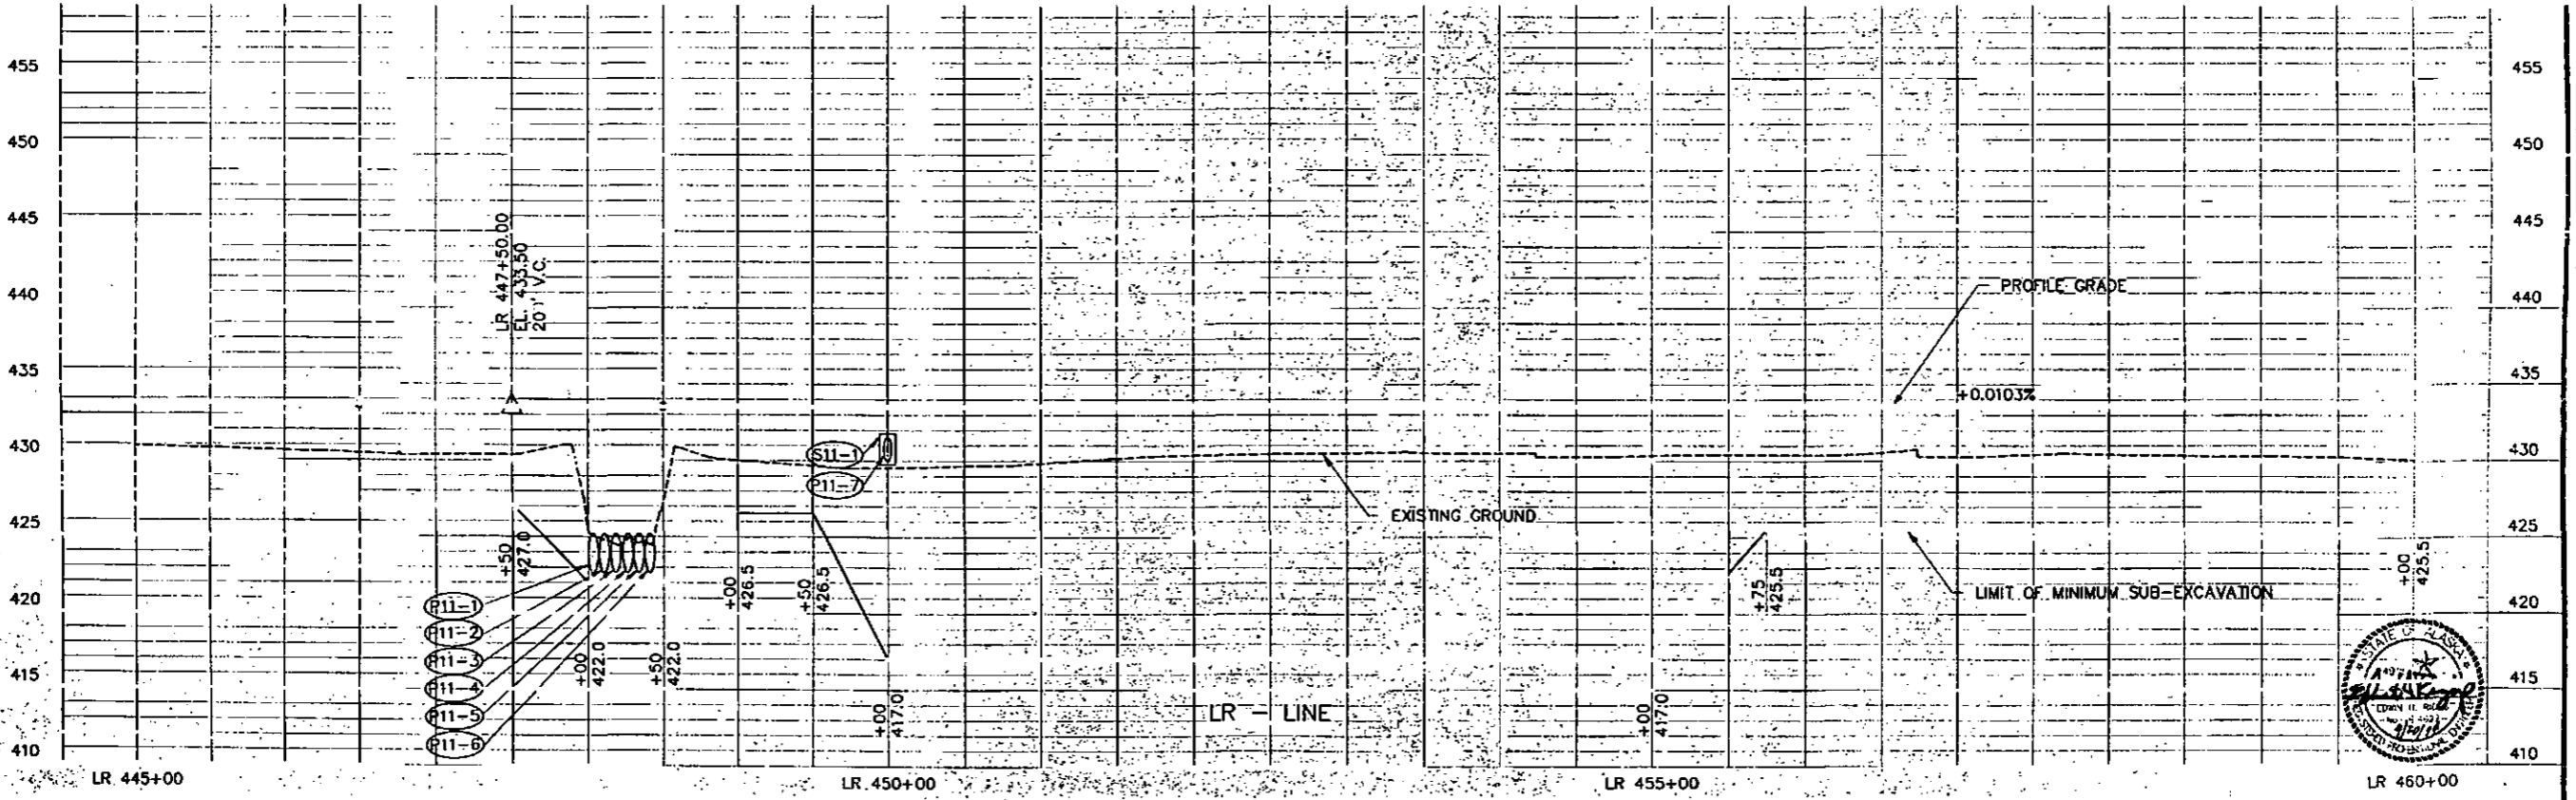 455
450
445
440
435
430
425
420
415
410
LR 447+50.00
EL. 433.50
V.C.
+50
427.0
P11-1
P11-2
P11-3
P11-4
P11-5
P11-6
+00
422.0
+50
422.0
+00
426.5
+50
426.5
S11-1
P11-7
+00
417.0
EXISTING GROUND
LR - LINE
+00
417.0
+75
425.5
PROFILE GRADE
+0.0103%
LIMIT OF MINIMUM SUB-EXCAVATION
+00
425.5
STATE OF ALASKA
455
450
445
440
435
430
425
420
415
410
LR 445+00
LR 450+00
LR 455+00
LR 460+00